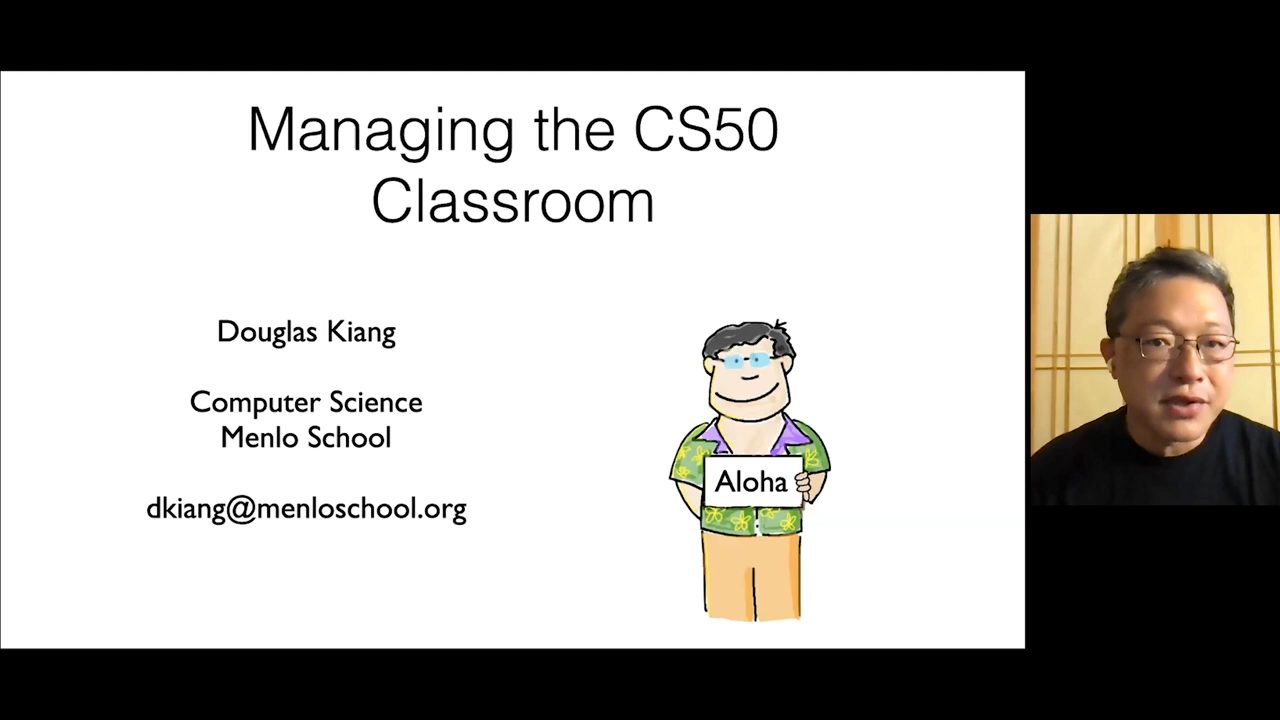 Managing the CS50
Classroom
Douglas Kiang
Computer Science
Menlo School
dkiang@menloschool.org
Aloha